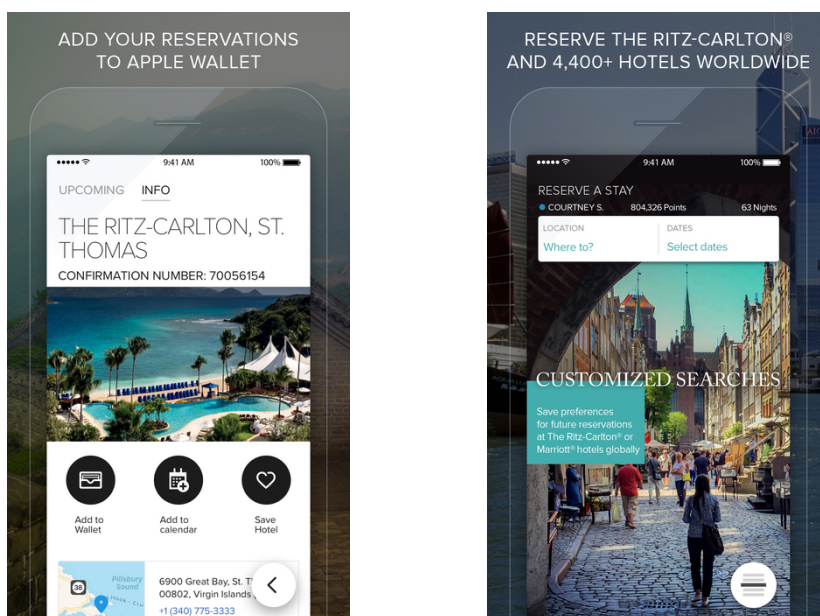 ADD YOUR RESERVATIONS
TO APPLE WALLET
9:41 AM
100%
UPCOMING INFO
THE RITZ-CARLTON, ST.
THOMAS
CONFIRMATION NUMBER: 70056154
Add to
Wallet
Add to
calendar
Save
Hotel
38
Pillsbury
Sound
6900 Great Bay, St.
00802, Virgin Islands
+1 (340) 775-3333
RESERVE THE RITZ-CARLTON®
AND 4,400+ HOTELS WORLDWIDE
9:41 AM
100%
RESERVE A STAY
COURTNEY S. 804,326 Points 63 Nights
LOCATION
Where to?
DATES
Select dates
CUSTOMIZED SEARCHES
Save preferences
for future reservations
at The Ritz-Carlton® or
Marriott® hotels globally